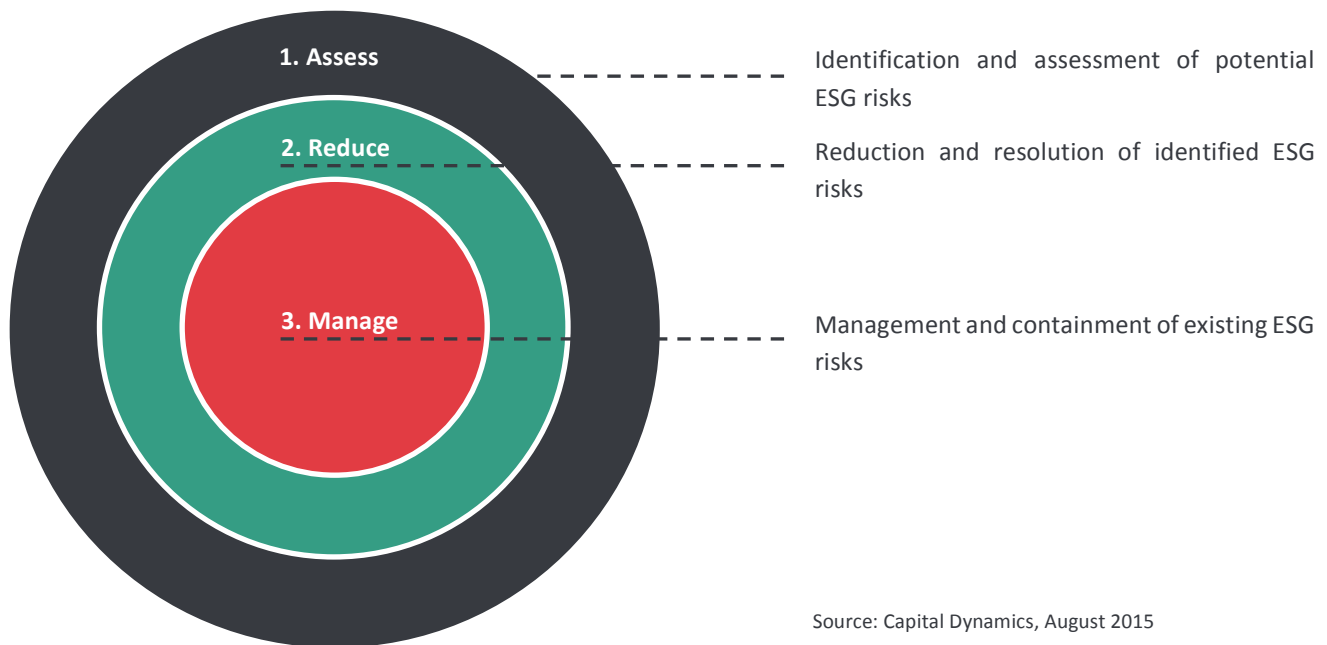 1. Assess
Identification and assessment of potential
ESG risks
2. Reduce
Reduction and resolution of identified ESG
risks
3. Manage
Management and containment of existing ESG
risks
Source: Capital Dynamics, August 2015